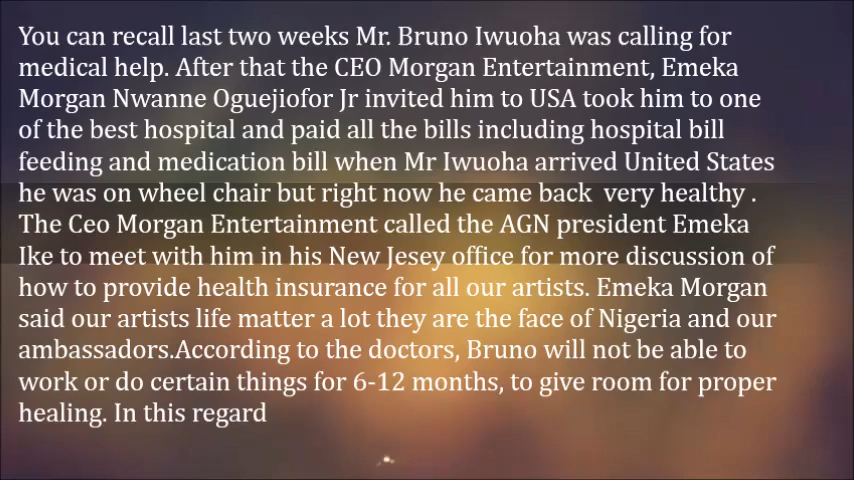 You can recall last two weeks Mr. Bruno Iwuoha was calling for
medical help. After that the CEO Morgan Entertainment, Emeka
Morgan Nwanne Oguejiofor Jr invited him to USA took him to one
of the best hospital and paid all the bills including hospital bill
feeding and medication bill when Mr Iwuoha arrived United States
he was on wheel chair but right now he came back  very healthy .
The Ceo Morgan Entertainment called the AGN president Emeka
Ike to meet with him in his New Jesey office for more discussion of
how to provide health insurance for all our artists. Emeka Morgan
said our artists life matter a lot they are the face of Nigeria and our
ambassadors.According to the doctors, Bruno will not be able to
work or do certain things for 6-12 months, to give room for proper
healing. In this regard